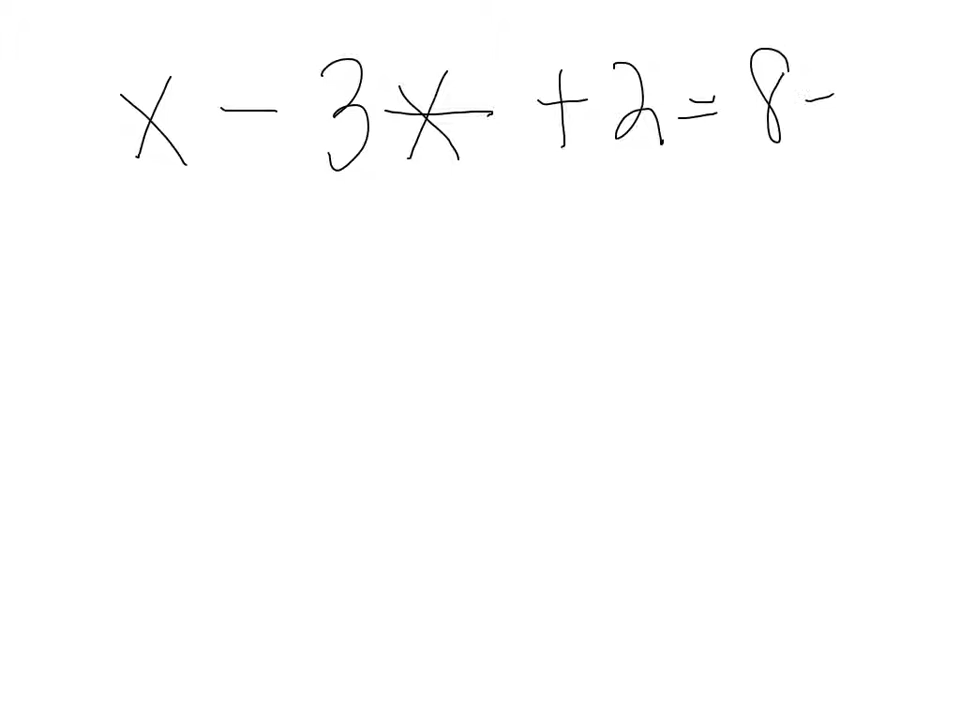 x - 3x + 2 = 8 -